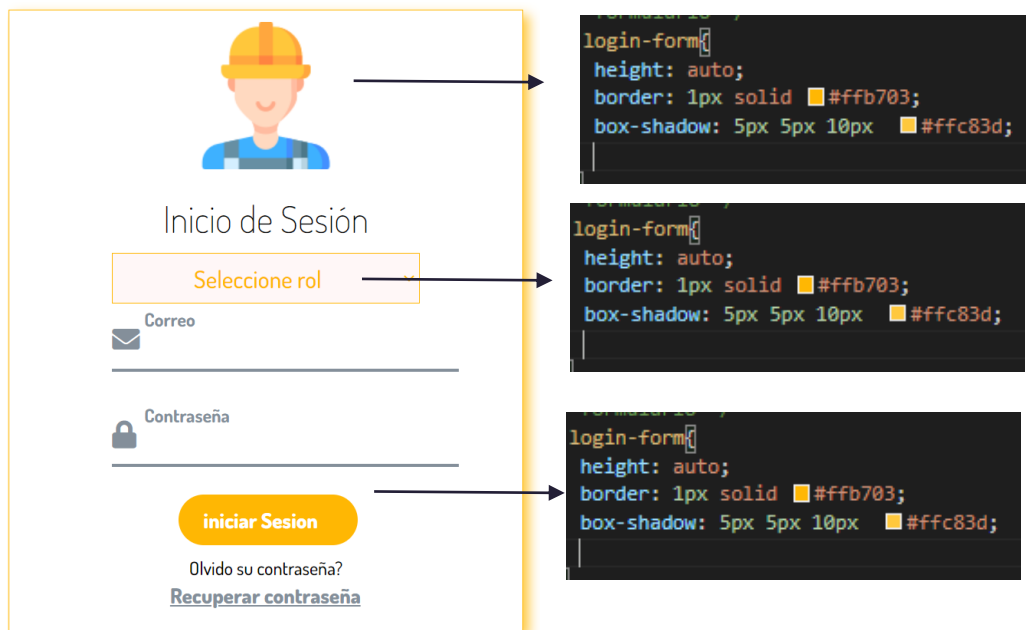 Inicio de Sesión
Seleccione rol
Correo
Contraseña
iniciar Sesion
Olvido su contraseña?
Recuperar contraseña
login-form{
height: auto;
border: 1px solid #ffb703;
box-shadow: 5px 5px 10px #ffc83d;
login-form{
height: auto;
border: 1px solid #ffb703;
box-shadow: 5px 5px 10px #ffc83d;
login-form{
height: auto;
border: 1px solid #ffb703;
box-shadow: 5px 5px 10px #ffc83d;